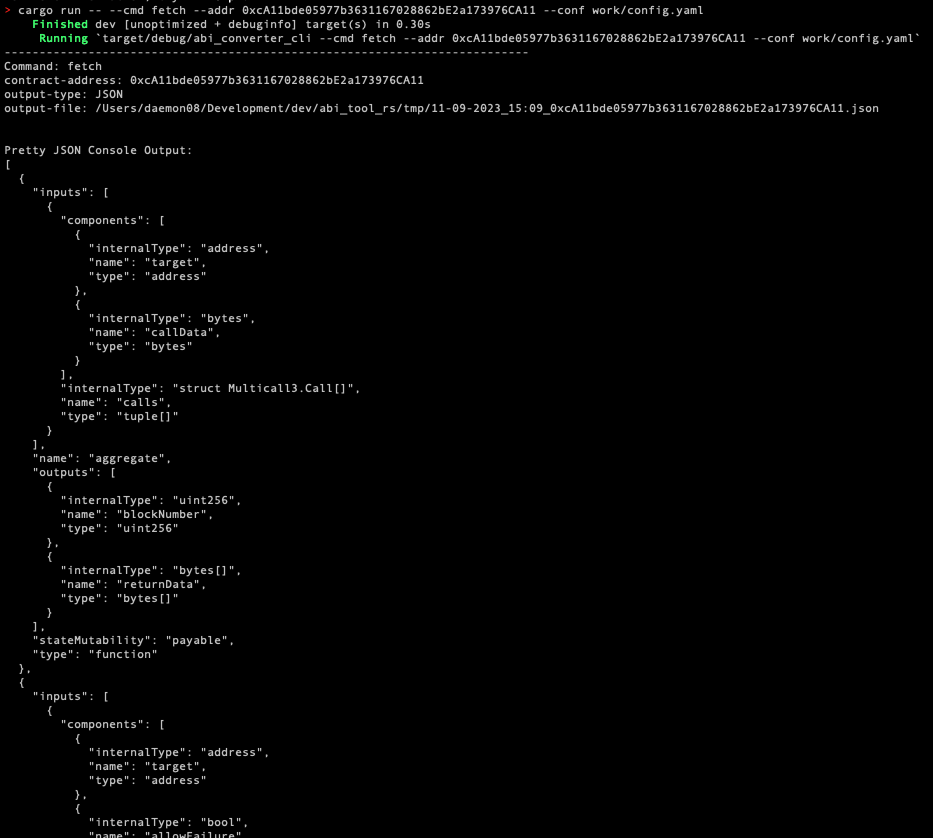 > cargo run -- --cmd fetch --addr 0xcA11bde05977b3631167028862bE2a173976CA11 --conf work/config.yaml
    Finished dev [unoptimized + debuginfo] target(s) in 0.30s
     Running `target/debug/abi_converter_cli --cmd fetch --addr 0xcA11bde05977b3631167028862bE2a173976CA11 --conf work/config.yaml`
---------------------------------------------------------------------------
Command: fetch
contract-address: 0xcA11bde05977b3631167028862bE2a173976CA11
output-type: JSON
output-file: /Users/daemon08/Development/dev/abi_tool_rs/tmp/11-09-2023_15:09_0xcA11bde05977b3631167028862bE2a173976CA11.json
Pretty JSON Console Output:
[
  {
    "inputs": [
      {
        "components": [
          {
            "internalType": "address",
            "name": "target",
            "type": "address"
          },
          {
            "internalType": "bytes",
            "name": "callData",
            "type": "bytes"
          }
        ],
        "internalType": "struct Multicall3.Call[]",
        "name": "calls",
        "type": "tuple[]"
      }
    ],
    "name": "aggregate",
    "outputs": [
      {
        "internalType": "uint256",
        "name": "blockNumber",
        "type": "uint256"
      },
      {
        "internalType": "bytes[]",
        "name": "returnData",
        "type": "bytes[]"
      }
    ],
    "stateMutability": "payable",
    "type": "function"
  },
  {
    "inputs": [
      {
        "components": [
          {
            "internalType": "address",
            "name": "target",
            "type": "address"
          },
          {
            "internalType": "bool",
            "name": "allowFailure",